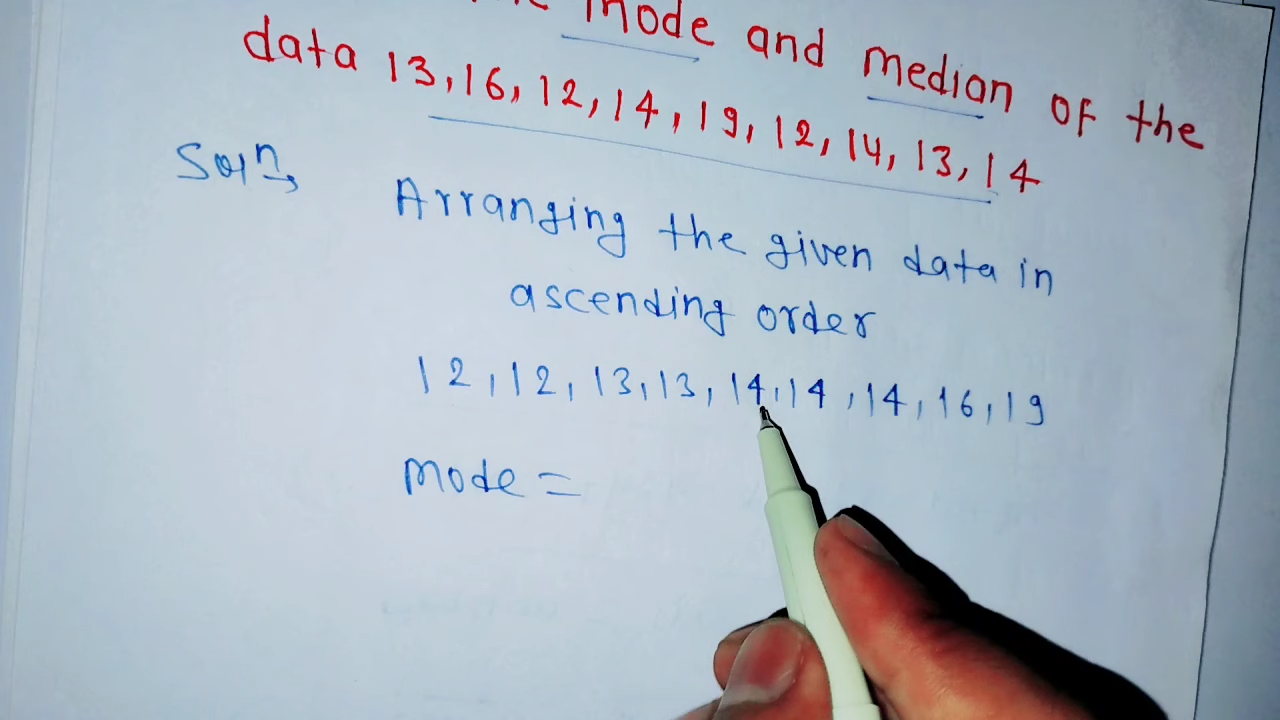 mode and median of the
data 13, 16, 12, 14, 19, 12, 14, 13, 14
Soln
Arranging the given data in
ascending order
12, 12, 13, 13, 14, 14, 14, 16, 19
mode =